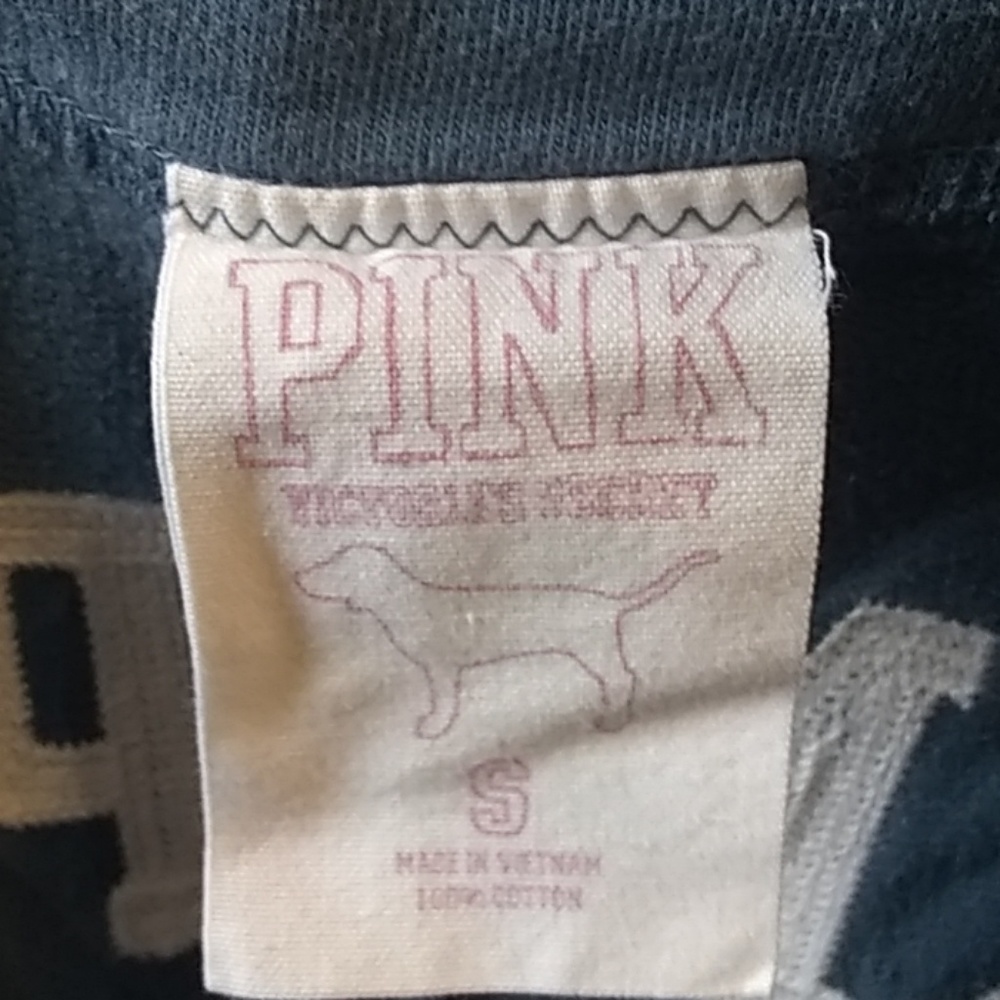 PINK
VICTORIA'S SECRET
S
MADE IN VIETNAM
100% COTTON